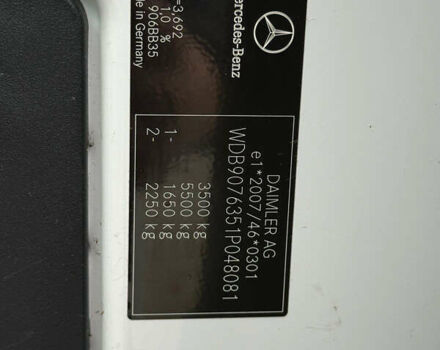 DAIMLER AG
e1*2007/46*0301
WDB9076351P048081
3500 kg
5500 kg
1- 1650 kg
2- 2250 kg
Mercedes-Benz
=3,692
1,0 %
906BB35
Made in Germany